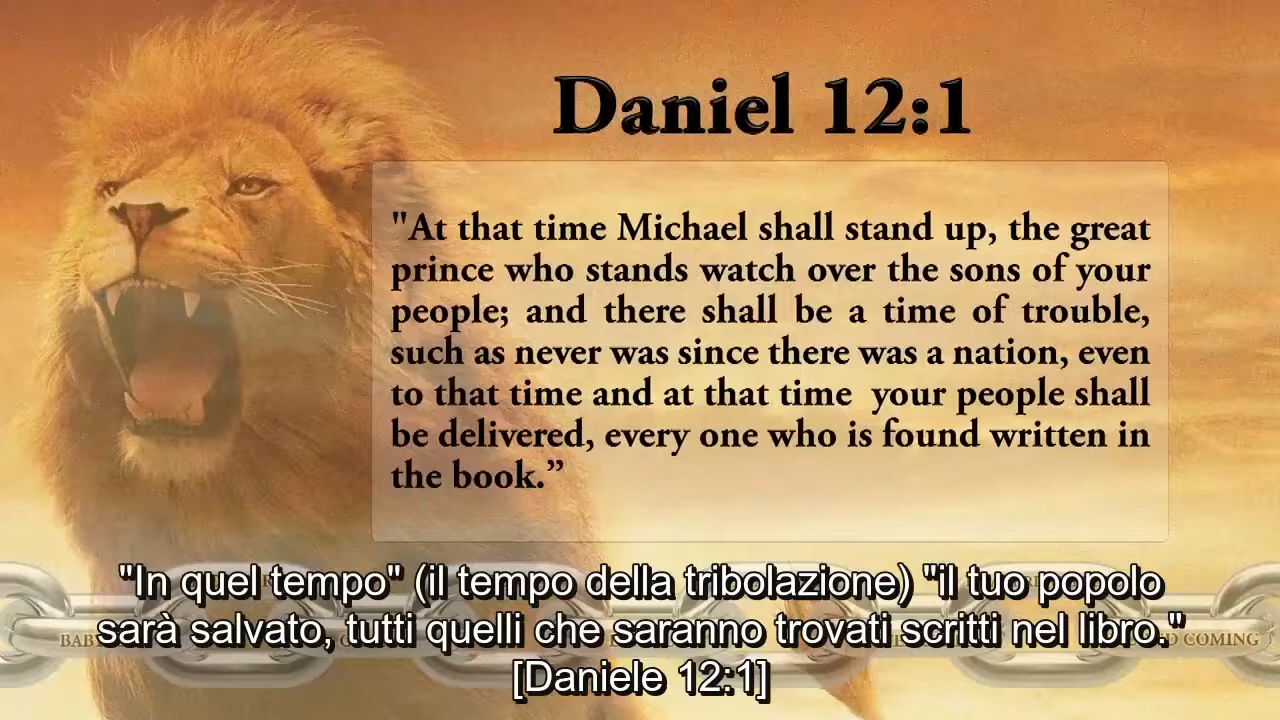 Daniel 12:1
"At that time Michael shall stand up, the great
prince who stands watch over the sons of your
people; and there shall be a time of trouble,
such as never was since there was a nation, even
to that time and at that time  your people shall
be delivered, every one who is found written in
the book.”
"In quel tempo" (il tempo della tribolazione) "il tuo popolo
sarà salvato, tutti quelli che saranno trovati scritti nel libro."
[Daniele 12:1]
COMING